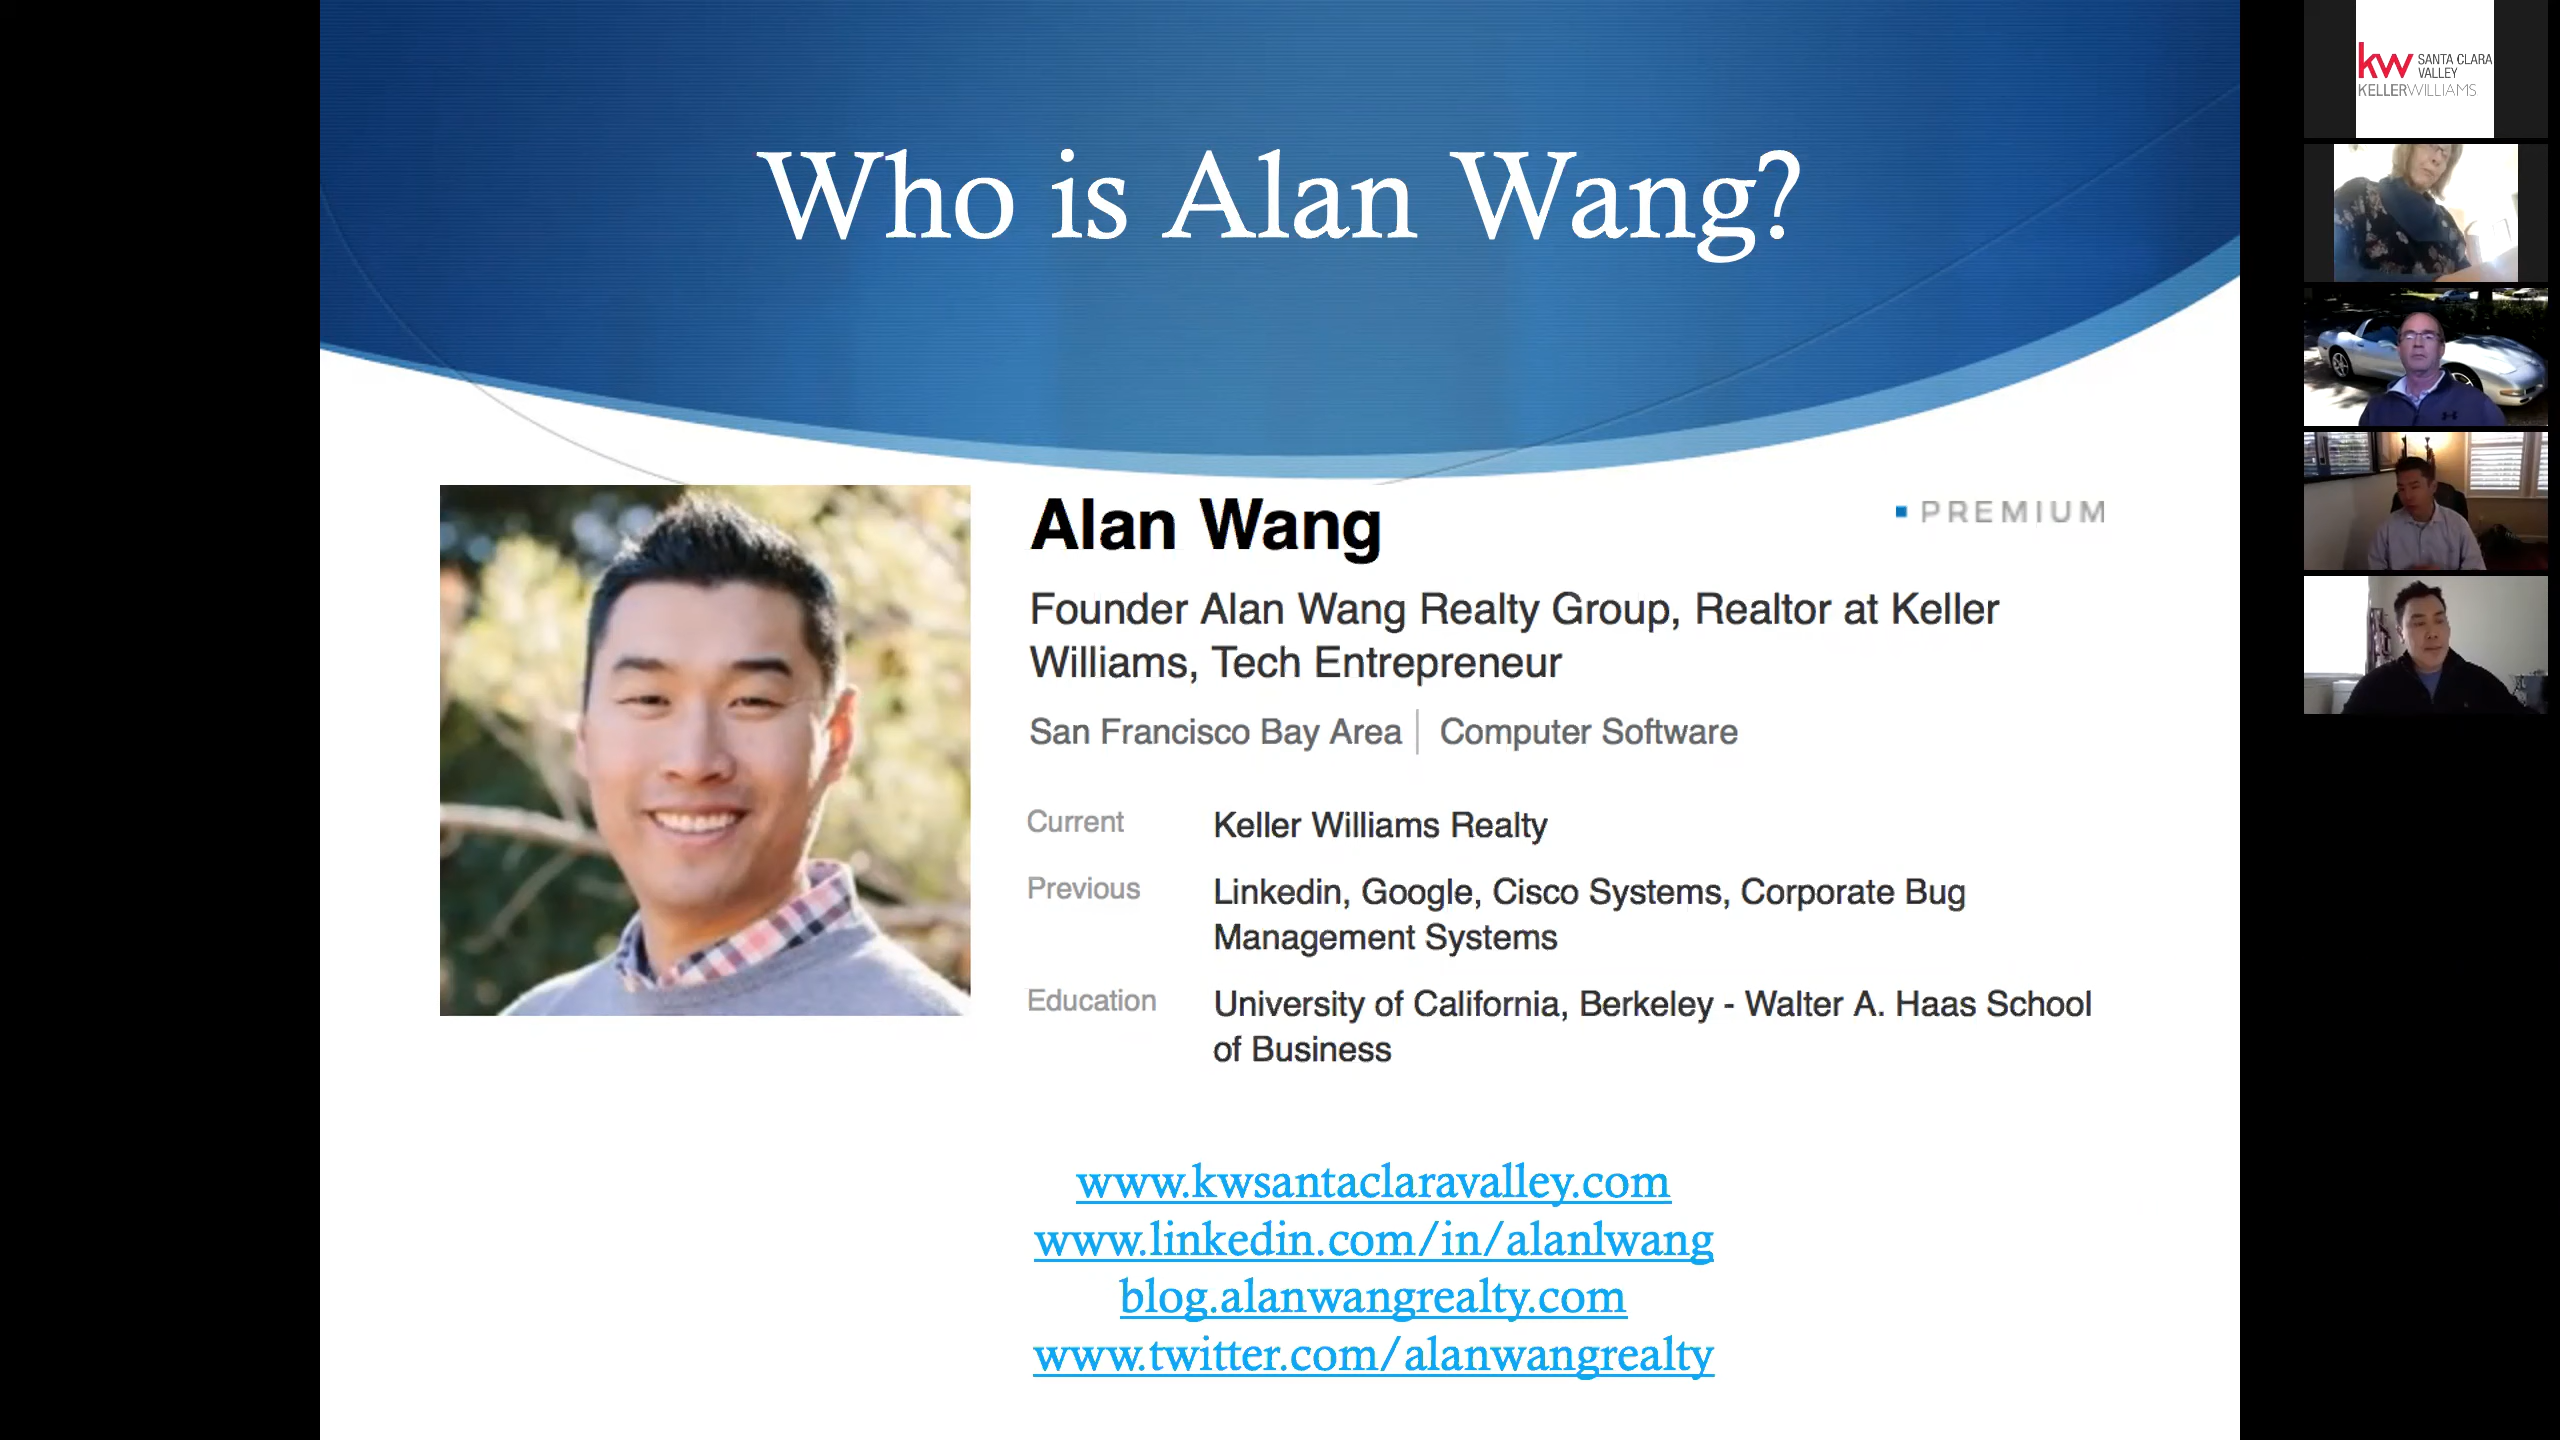 Who is Alan Wang?
Alan Wang
PREMIUM
Founder Alan Wang Realty Group, Realtor at Keller
Williams, Tech Entrepreneur
San Francisco Bay Area | Computer Software
Current Keller Williams Realty
Previous Linkedin, Google, Cisco Systems, Corporate Bug
Management Systems
Education University of California, Berkeley - Walter A. Haas School
of Business
www.kwsantaclaravalley.com
www.linkedin.com/in/alanlwang
blog.alanwangrealty.com
www.twitter.com/alanwangrealty
kw SANTA CLARA
VALLEY
KELLERWILLIAMS